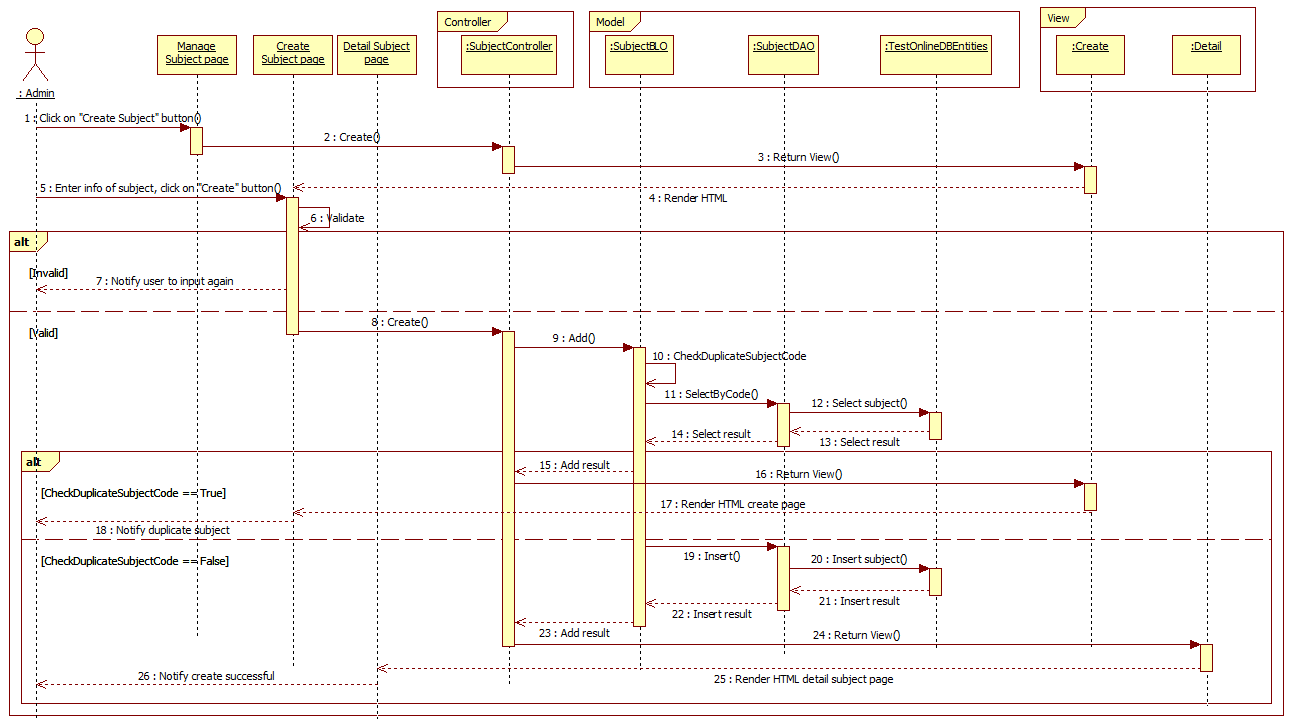 Controller
Model
View
Manage
Subject page
Create
Subject page
Detail Subject
page
:SubjectController
:SubjectBLO
:SubjectDAO
:TestOnlineDBEntities
:Create
:Detail
: Admin
1 : Click on "Create Subject" button()
2 : Create()
3 : Return View()
4 : Render HTML
5 : Enter info of subject, click on "Create" button()
6 : Validate
alt
[Invalid]
7 : Notify user to input again
[Valid]
8 : Create()
9 : Add()
10 : CheckDuplicateSubjectCode
11 : SelectByCode()
12 : Select subject()
13 : Select result
14 : Select result
alt
15 : Add result
16 : Return View()
[CheckDuplicateSubjectCode == True]
17 : Render HTML create page
18 : Notify duplicate subject
[CheckDuplicateSubjectCode == False]
19 : Insert()
20 : Insert subject()
21 : Insert result
22 : Insert result
23 : Add result
24 : Return View()
25 : Render HTML detail subject page
26 : Notify create successful